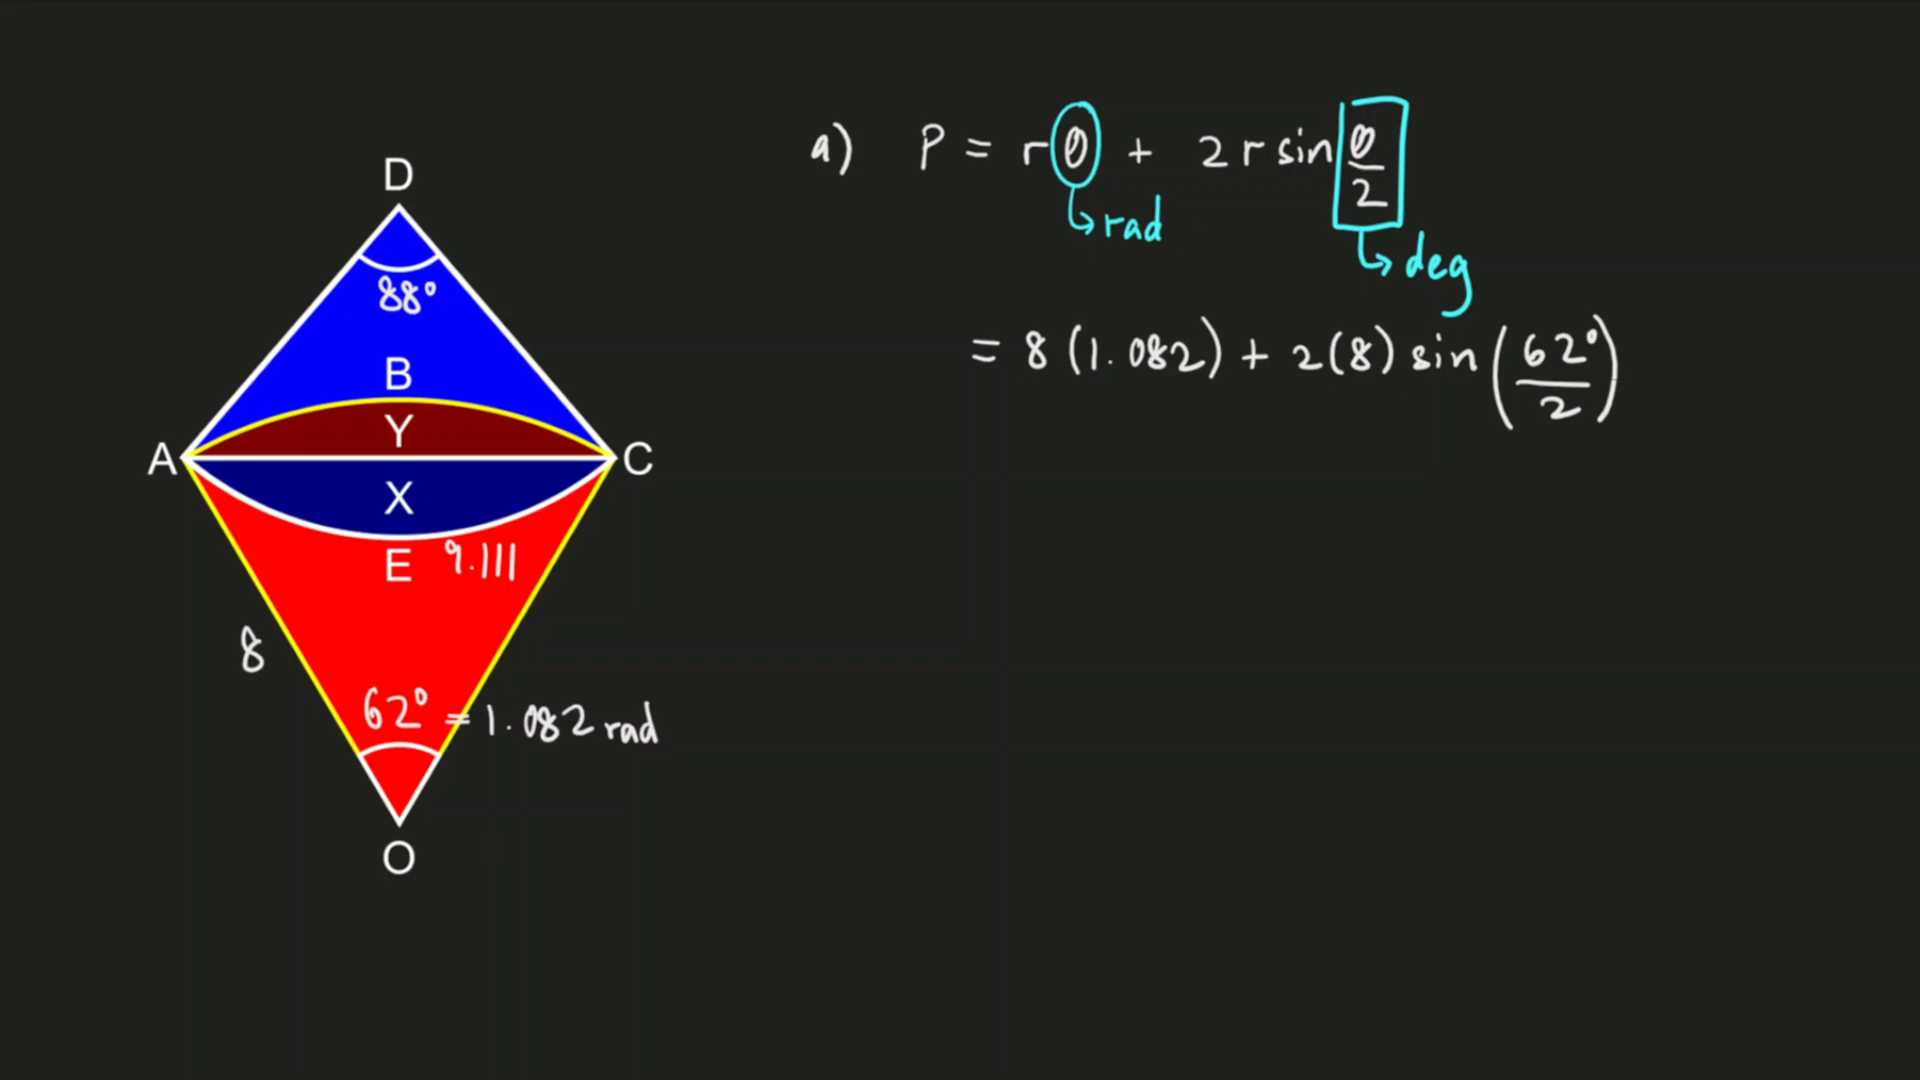 a) P = rθ + 2 r sin θ/2
rad
deg
= 8 (1.082) + 2(8) sin (62°/2)
D
88°
B
Y
A
C
X
E 9.111
8
62° = 1.082 rad
O